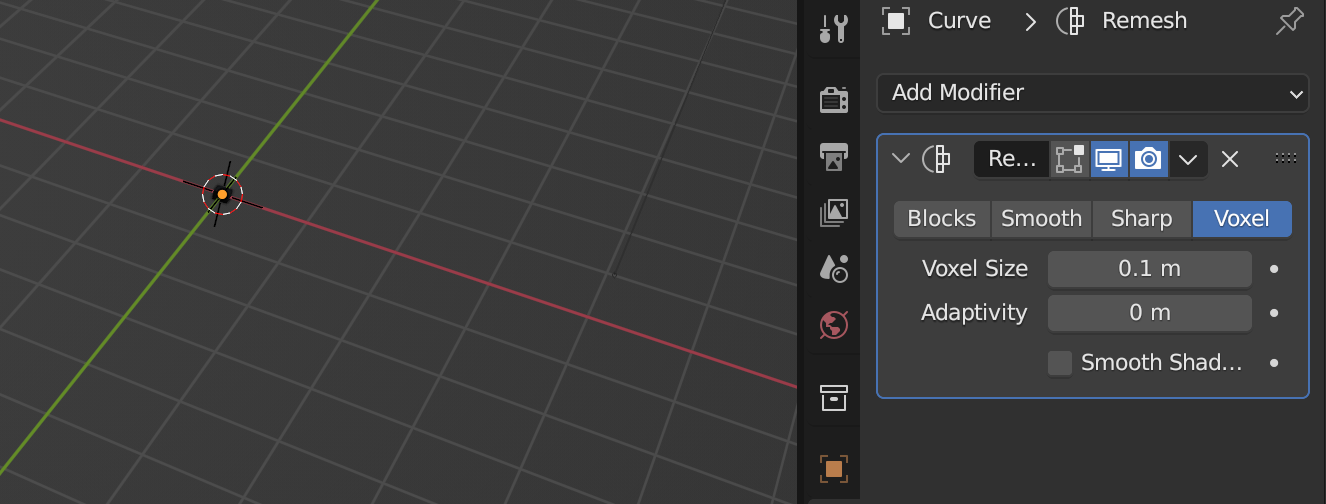 Curve > Remesh
Add Modifier
Re...
Blocks Smooth Sharp Voxel
Voxel Size 0.1 m
Adaptivity 0 m
Smooth Shad...